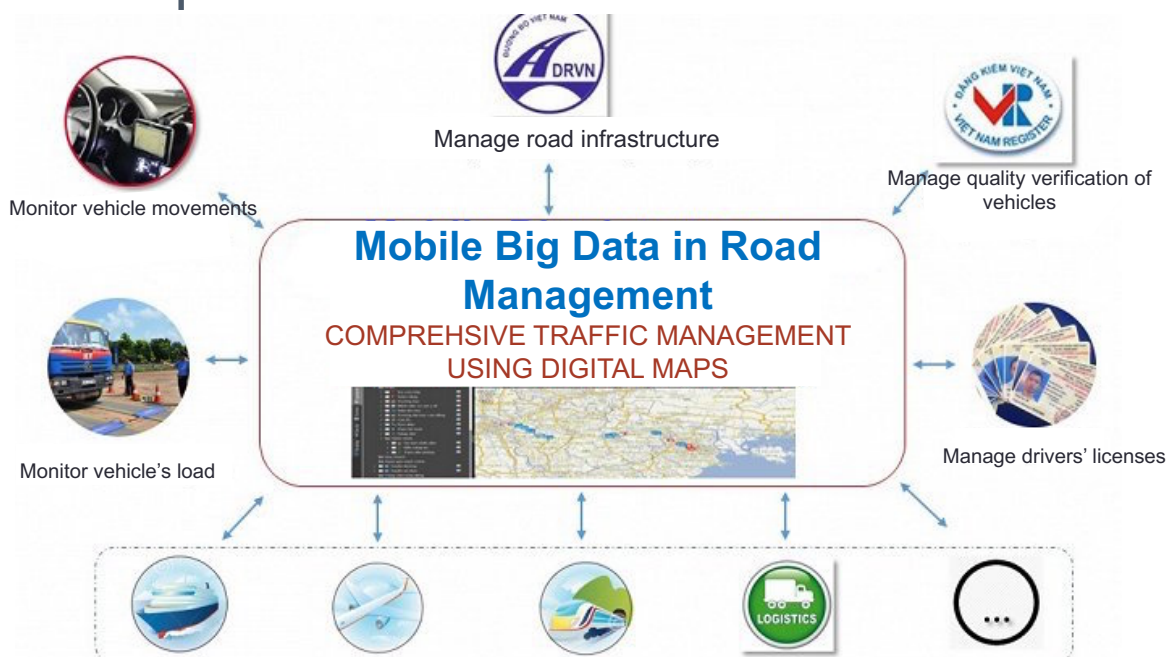 ĐƯỜNG BỘ VIỆT NAM
DRVN
Manage road infrastructure
ĐĂNG KIỂM VIỆT NAM
VR
VIET NAM REGISTER
Manage quality verification of
vehicles
Monitor vehicle movements
Mobile Big Data in Road
Management
COMPREHSIVE TRAFFIC MANAGEMENT
USING DIGITAL MAPS
Monitor vehicle’s load
Manage drivers’ licenses
LOGISTICS
...